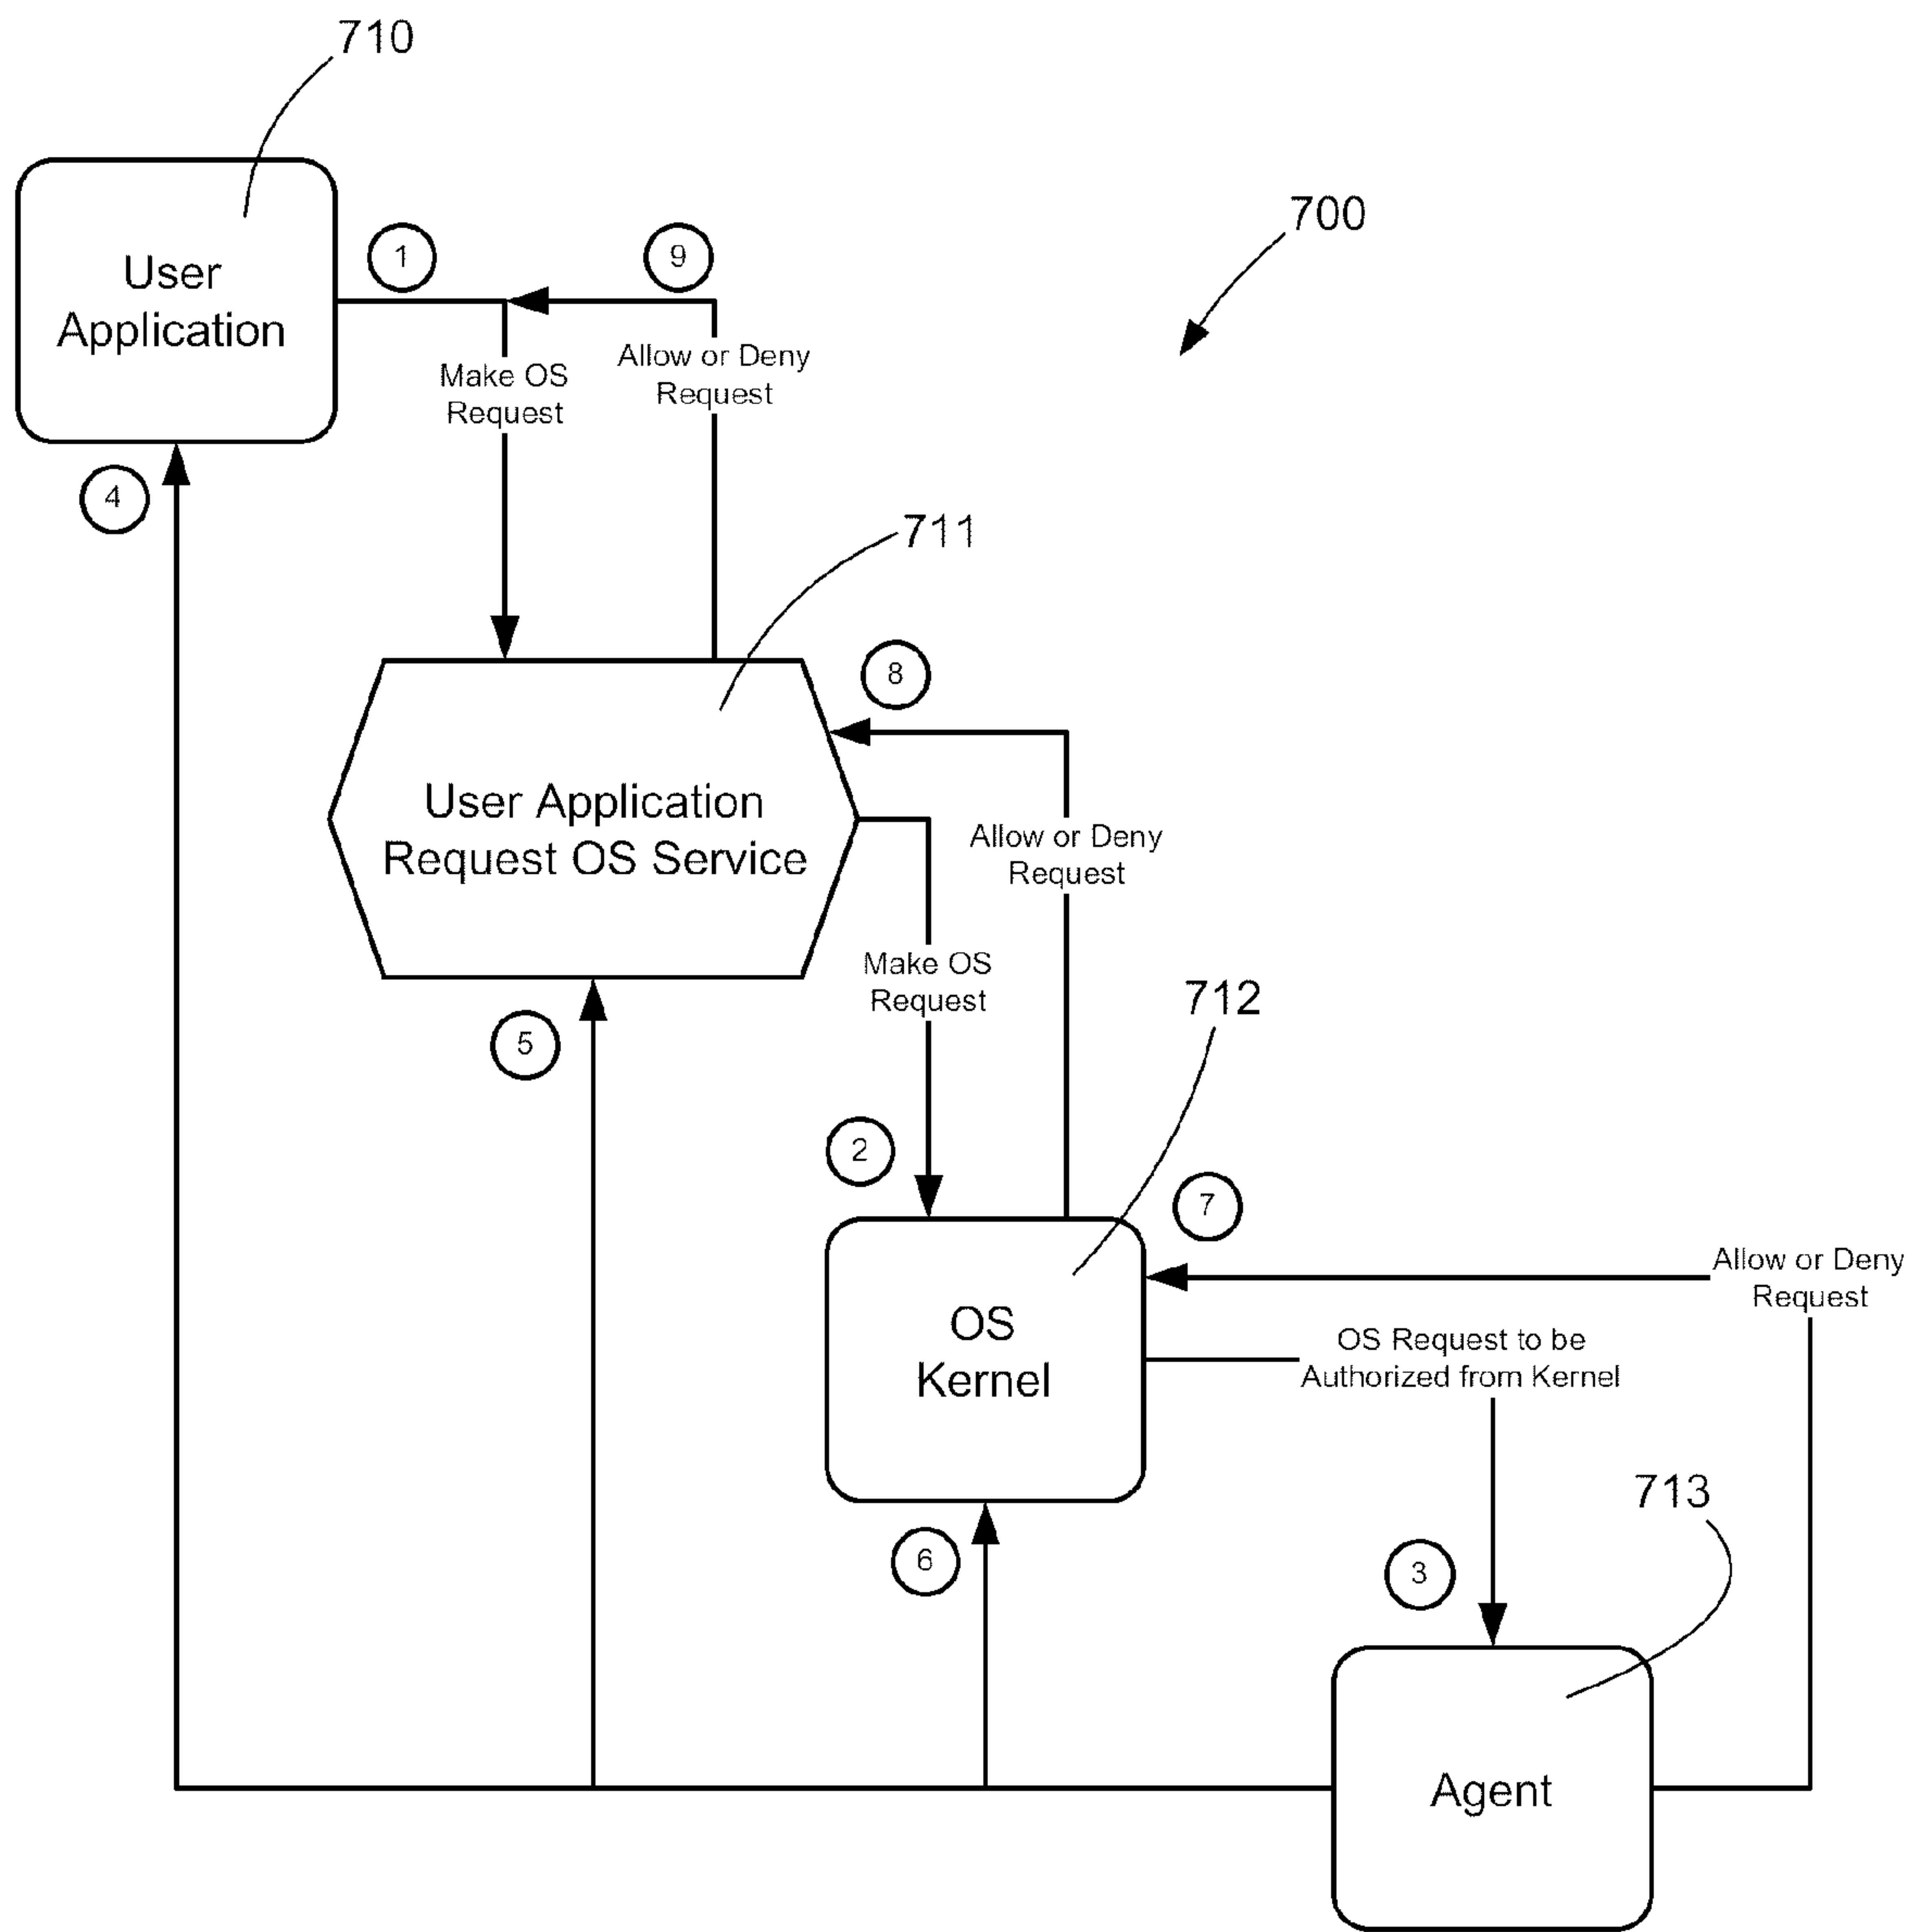 710
700
1
9
User
Application
Make OS
Request
Allow or Deny
Request
4
711
8
User Application
Request OS Service
Allow or Deny
Request
Make OS
Request
712
5
2
7
Allow or Deny
Request
OS
Kernel
OS Request to be
Authorized from Kernel
713
6
3
Agent